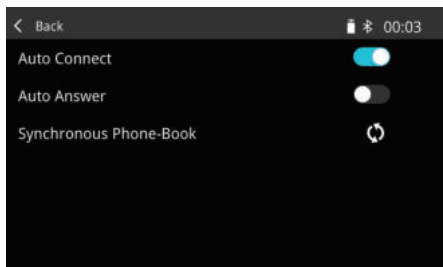 Back 00:03
Auto Connect
Auto Answer
Synchronous Phone-Book